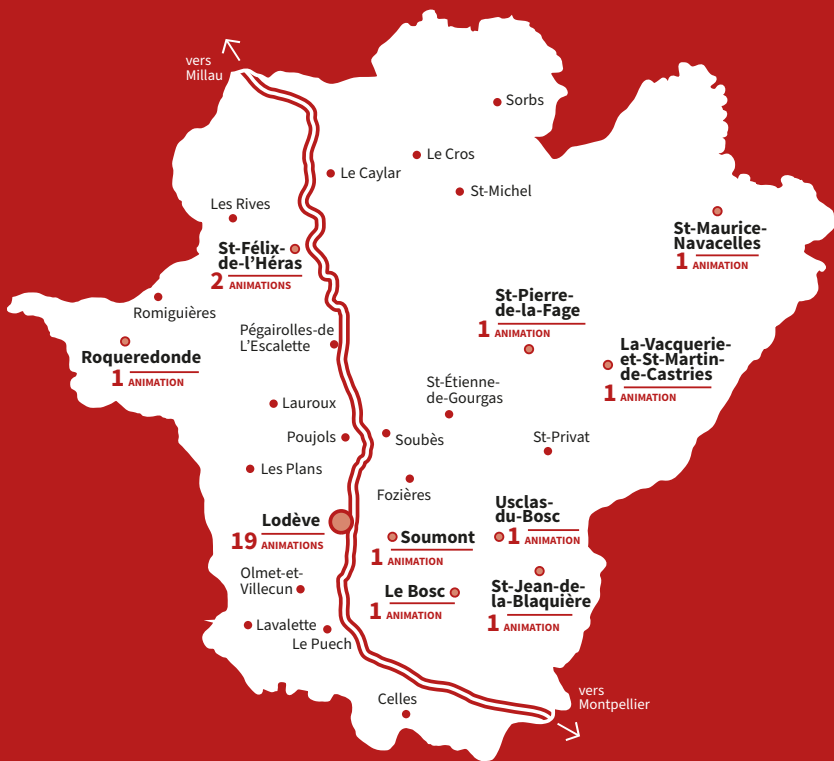 vers
Millau
Sorbs
Le Cros
Le Caylar
St-Michel
Les Rives
St-Maurice-
Navacelles
1 ANIMATION
St-Félix-
de-l'Héras
2 ANIMATIONS
Romiguières
St-Pierre-
de-la-Fage
1 ANIMATION
Pégairolles-de
L'Escalette
Roqueredonde
1 ANIMATION
La-Vacquerie-
et-St-Martin-
de-Castries
1 ANIMATION
St-Étienne-
de-Gourgas
Lauroux
Poujols
Soubès
St-Privat
Les Plans
Fozières
Lodève
19 ANIMATIONS
Usclas-
du-Bosc
1 ANIMATION
Soumont
1 ANIMATION
Olmet-et-
Villecun
Le Bosc
1 ANIMATION
St-Jean-de-
la-Blaquière
1 ANIMATION
Lavalette
Le Puech
Celles
vers
Montpellier